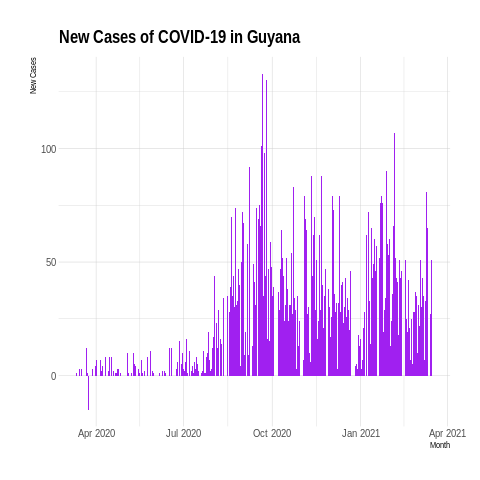 New Cases of COVID-19 in Guyana
New Cases
100
50
0
Apr 2020
Jul 2020
Oct 2020
Jan 2021
Apr 2021
Month